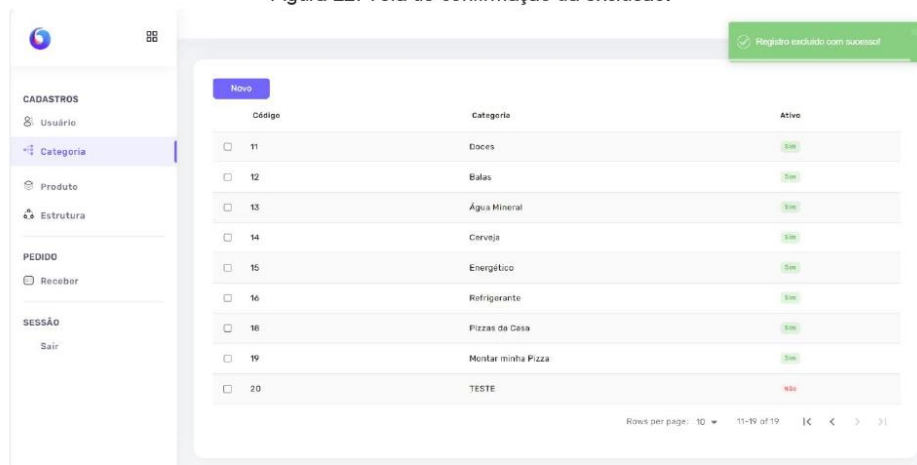 Figura 22: Tela de confirmação da exclusão.
Registro excluído com sucesso!
CADASTROS
Usuário
Categoria
Produto
Estrutura
PEDIDO
Receber
SESSÃO
Sair
Novo
Código Categoria Ativo
11 Doces Sim
12 Balas Sim
13 Água Mineral Sim
14 Cerveja Sim
15 Energético Sim
16 Refrigerante Sim
18 Pizzas da Casa Sim
19 Montar minha Pizza Sim
20 TESTE Não
Rows per page: 10 11-19 of 19